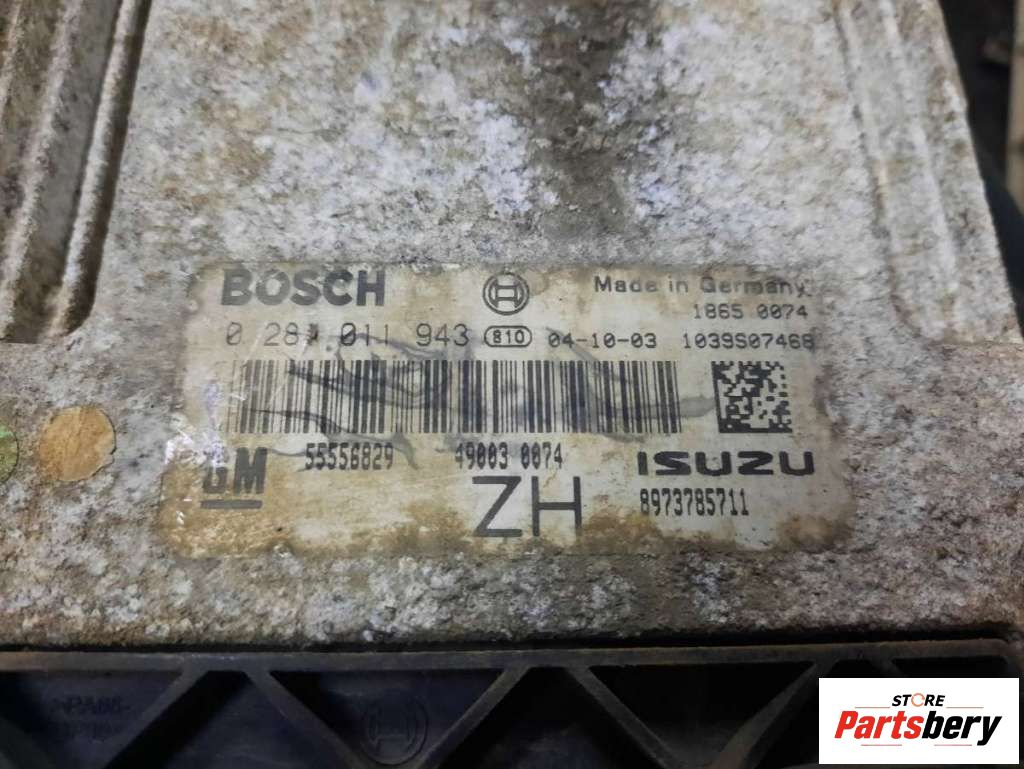 BOSCH
Made in Germany
1865 0074
0 281 011 943 810 04-10-03 1039S07468
55556829 49003 0074
GM ZH ISUZU
8973785711
STORE
Partsbery